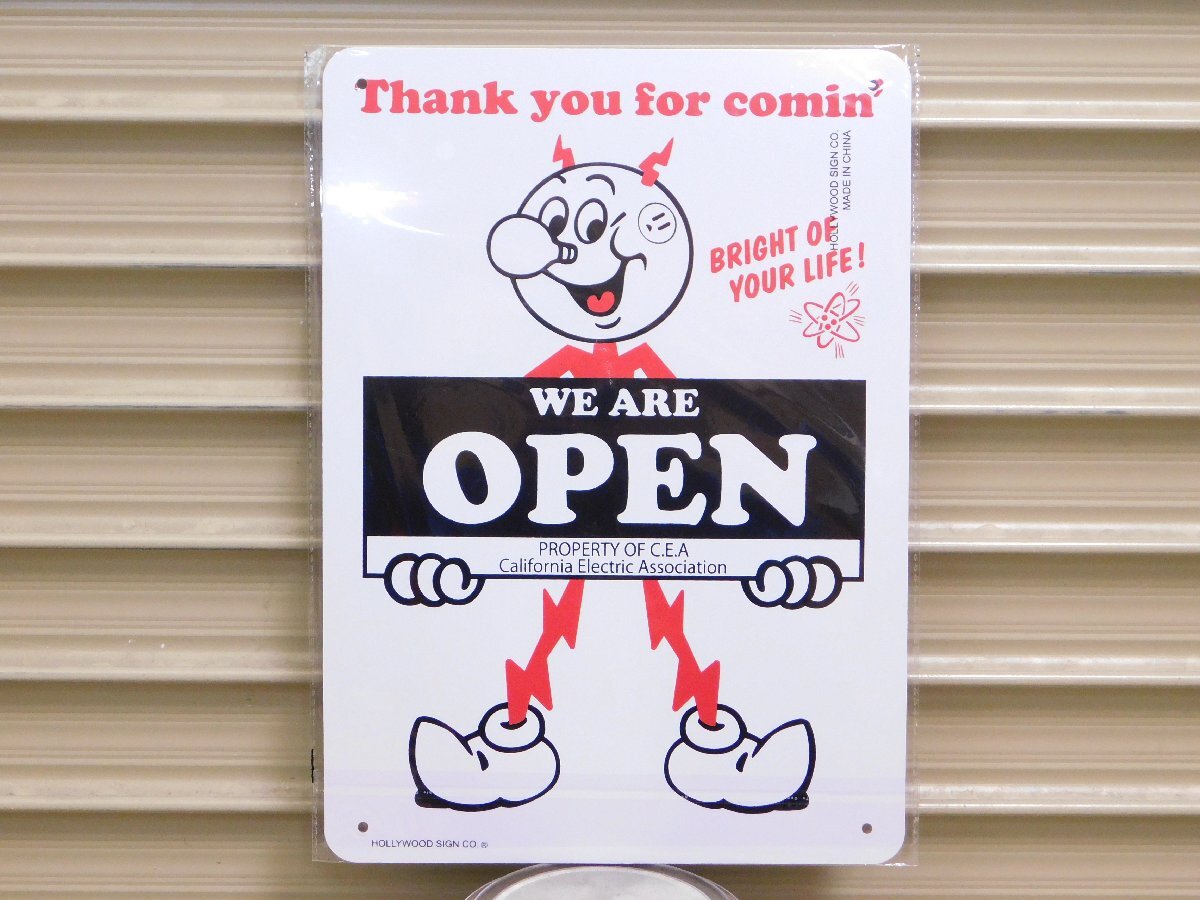 Thank you for comin'
HOLLYWOOD SIGN CO.
MADE IN CHINA
BRIGHT OF
YOUR LIFE!
WE ARE
OPEN
PROPERTY OF C.E.A
California Electric Association
HOLLYWOOD SIGN CO.®